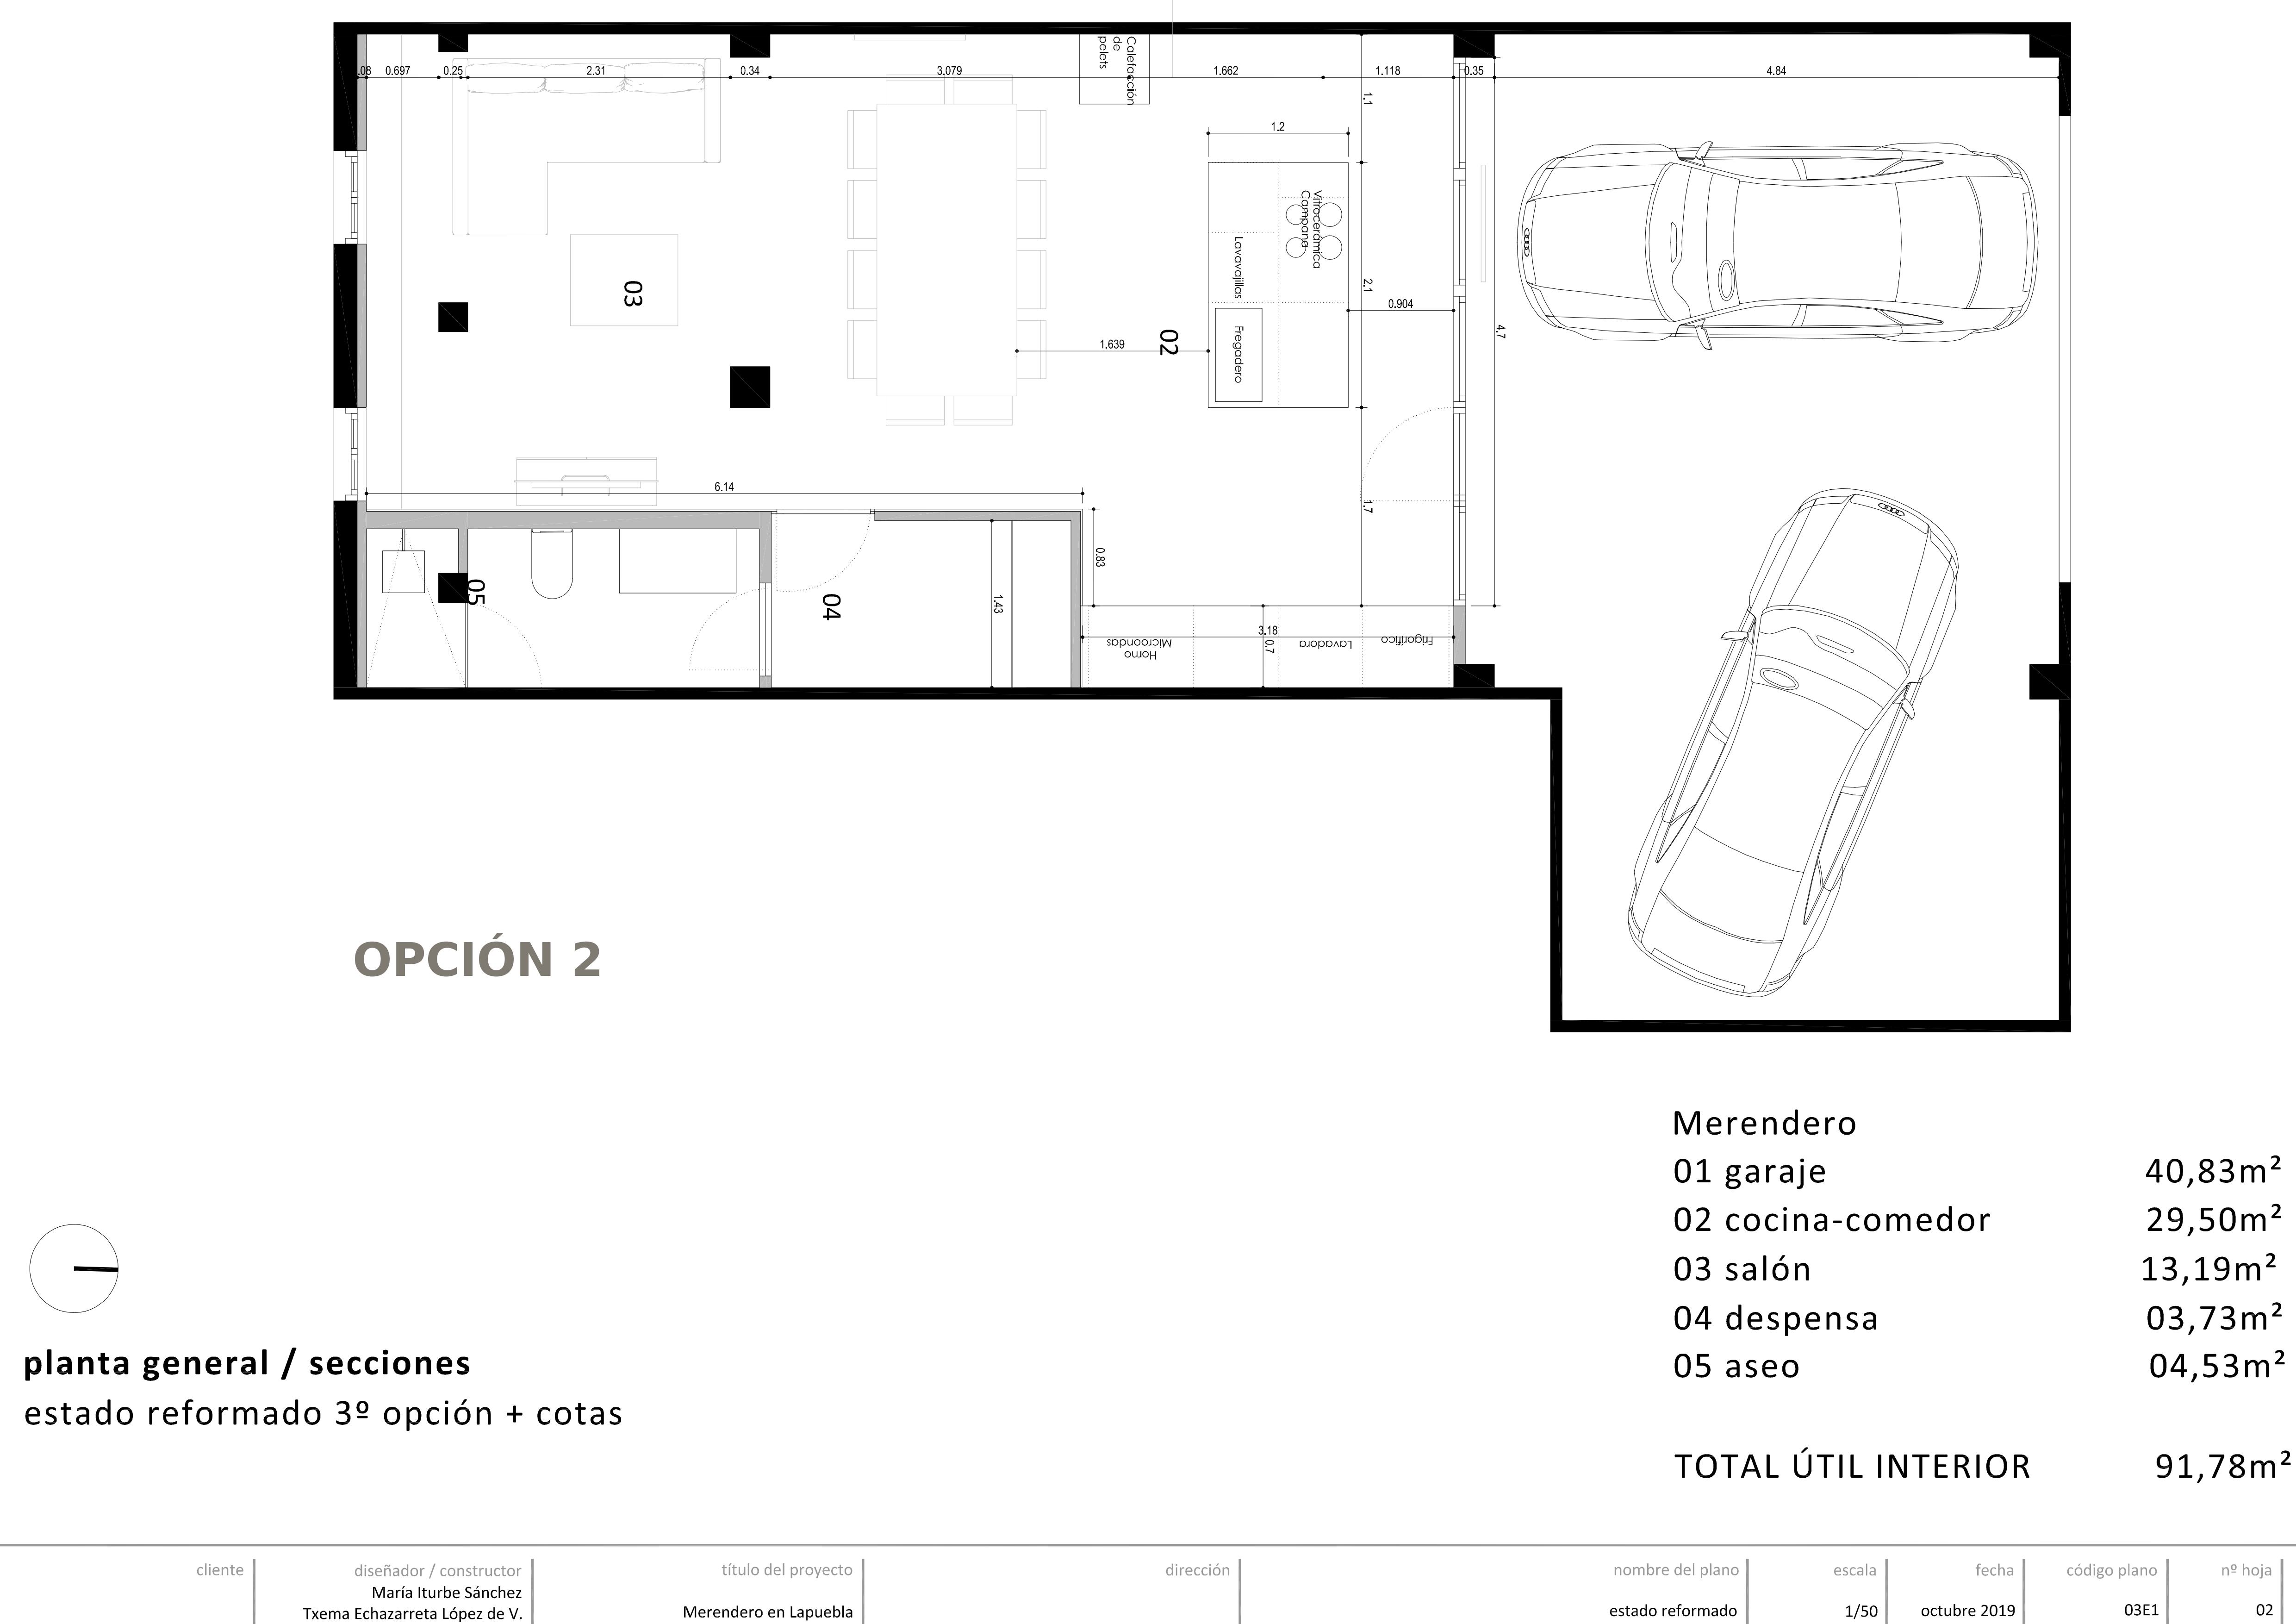 .08 0.697 0.25 2.31 0.34 3.079 1.662 1.118 0.35 4.84
Calefacción
de
pelets
1.1
1.2
Vitrocerámica
Campana
Lavavajillas
Fregadero
2.1
0.904
4.7
1.639
02
03
6.14
1.7
0.83
1.43
04
05
3.18
0.7
Horno
Microondas
Lavadora
Frigorífico
OPCIÓN 2
Merendero
01 garaje 40,83m²
02 cocina-comedor 29,50m²
03 salón 13,19m²
04 despensa 03,73m²
05 aseo 04,53m²
TOTAL ÚTIL INTERIOR 91,78m²
planta general / secciones
estado reformado 3º opción + cotas
cliente
diseñador / constructor
María Iturbe Sánchez
Txema Echazarreta López de V.
título del proyecto
Merendero en Lapuebla
dirección
nombre del plano
estado reformado
escala
1/50
fecha
octubre 2019
código plano
03E1
nº hoja
02